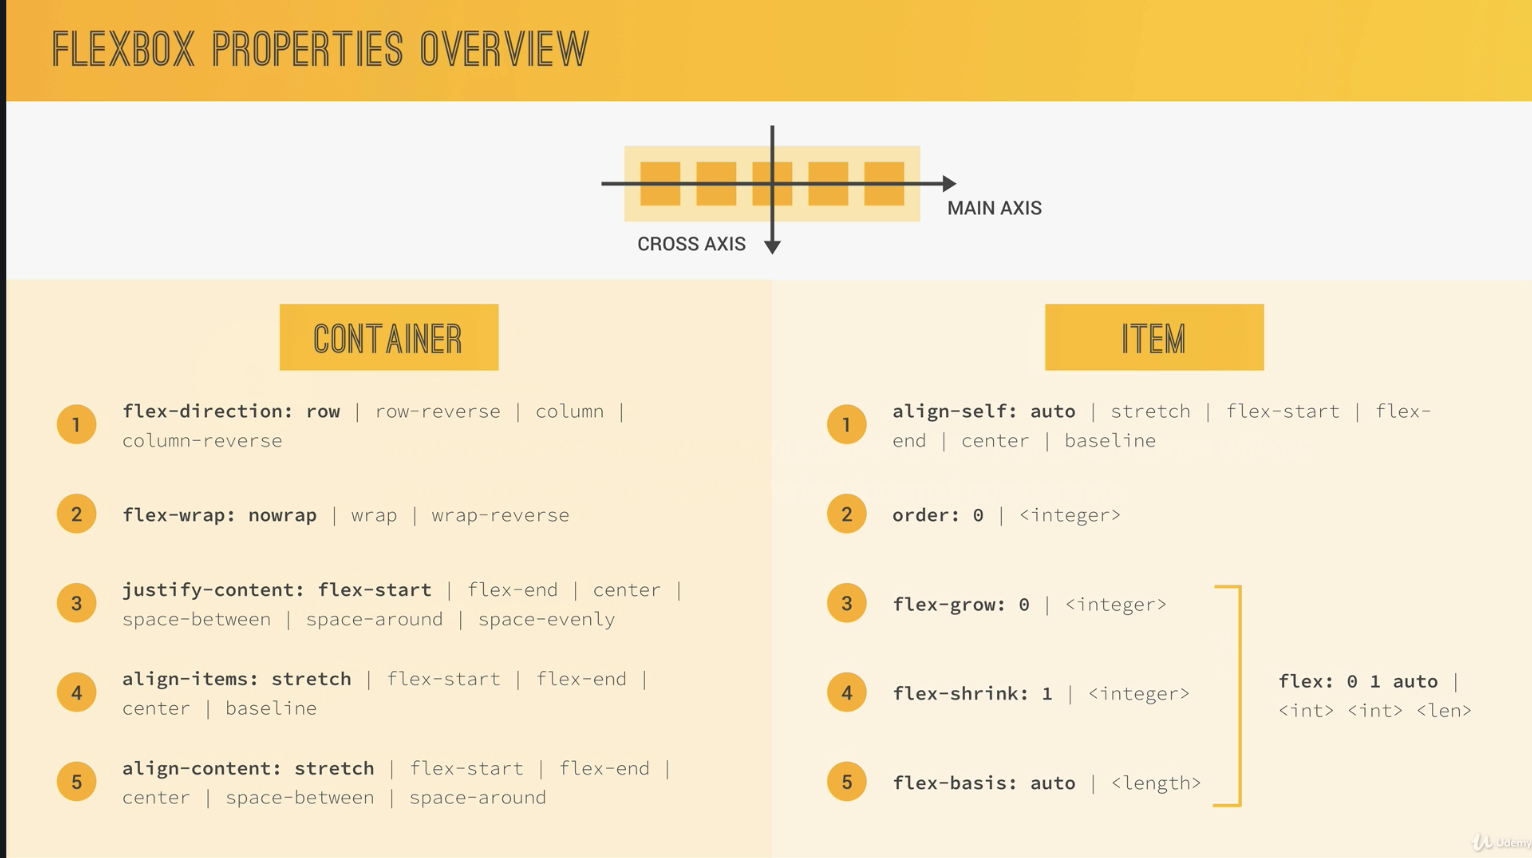 FLEXBOX PROPERTIES OVERVIEW
MAIN AXIS
CROSS AXIS
CONTAINER
1
flex-direction: row | row-reverse | column |
column-reverse
2
flex-wrap: nowrap | wrap | wrap-reverse
3
justify-content: flex-start | flex-end | center |
space-between | space-around | space-evenly
4
align-items: stretch | flex-start | flex-end |
center | baseline
5
align-content: stretch | flex-start | flex-end |
center | space-between | space-around
ITEM
1
align-self: auto | stretch | flex-start | flex-
end | center | baseline
2
order: 0 | <integer>
3
flex-grow: 0 | <integer>
4
flex-shrink: 1 | <integer>
5
flex-basis: auto | <length>
flex: 0 1 auto |
<int> <int> <len>
Udemy